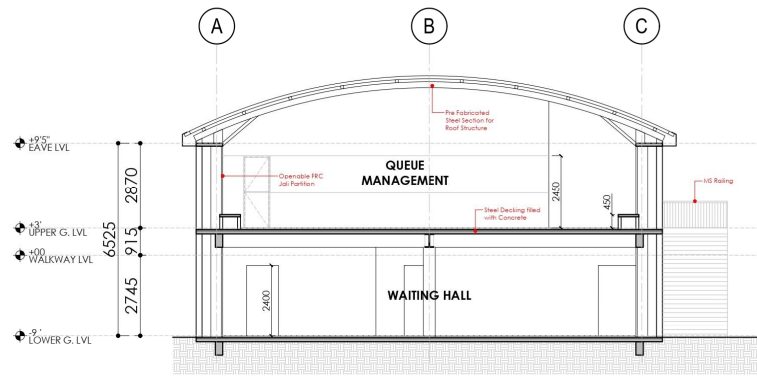 A
B
C
Pre Fabricated
Steel Section for
Roof Structure
+9'5"
EAVE LVL
QUEUE
MANAGEMENT
Openable FRC
Jali Partition
MS Railing
2870
2450
450
Steel Decking filled
with Concrete
+3'
UPPER G. LVL
6525
915
+00
WALKWAY LVL
2745
2400
WAITING HALL
-9 '
LOWER G. LVL